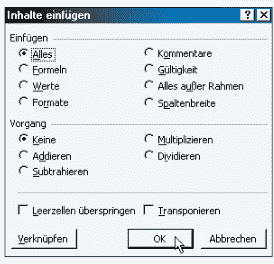 Inhalte einfügen
Einfügen
Alles
Kommentare
Formeln
Gültigkeit
Werte
Alles außer Rahmen
Formate
Spaltenbreite
Vorgang
Keine
Multiplizieren
Addieren
Dividieren
Subtrahieren
Leerzellen überspringen Transponieren
Verknüpfen OK Abbrechen